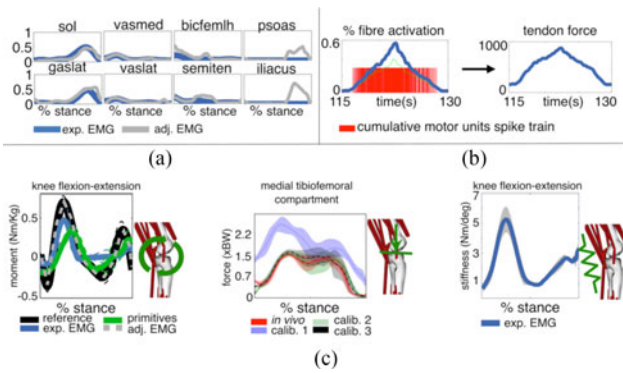 sol vasmed bicfemlh psoas
1
0.5
0
gaslat vaslat semiten iliacus
1
0.5
0
% stance % stance % stance % stance
exp. EMG adj. EMG
(a)
% fibre activation tendon force
0.6 1000
0 0
115 time(s) 130 115 time(s) 130
cumulative motor units spike train
(b)
knee flexion-extension
moment (Nm/Kg)
0.5
0
-0.5
% stance
reference primitives
exp. EMG adj. EMG
medial tibiofemoral
compartment
force (xBW)
2.2
1.5
0.7
0
% stance
in vivo calib. 2
calib. 1 calib. 3
knee flexion-extension
stiffness (Nm/deg)
7
5
3
1
% stance
exp. EMG
(c)